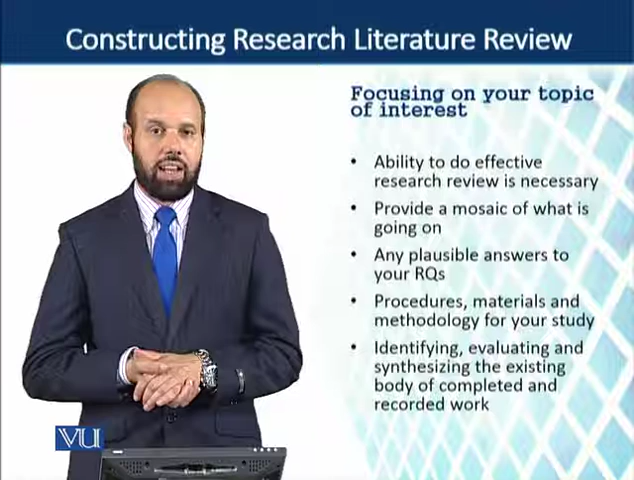 Constructing Research Literature Review
Focusing on your topic
of interest
• Ability to do effective
research review is necessary
• Provide a mosaic of what is
going on
• Any plausible answers to
your RQs
• Procedures, materials and
methodology for your study
• Identifying, evaluating and
synthesizing the existing
body of completed and
recorded work
VU